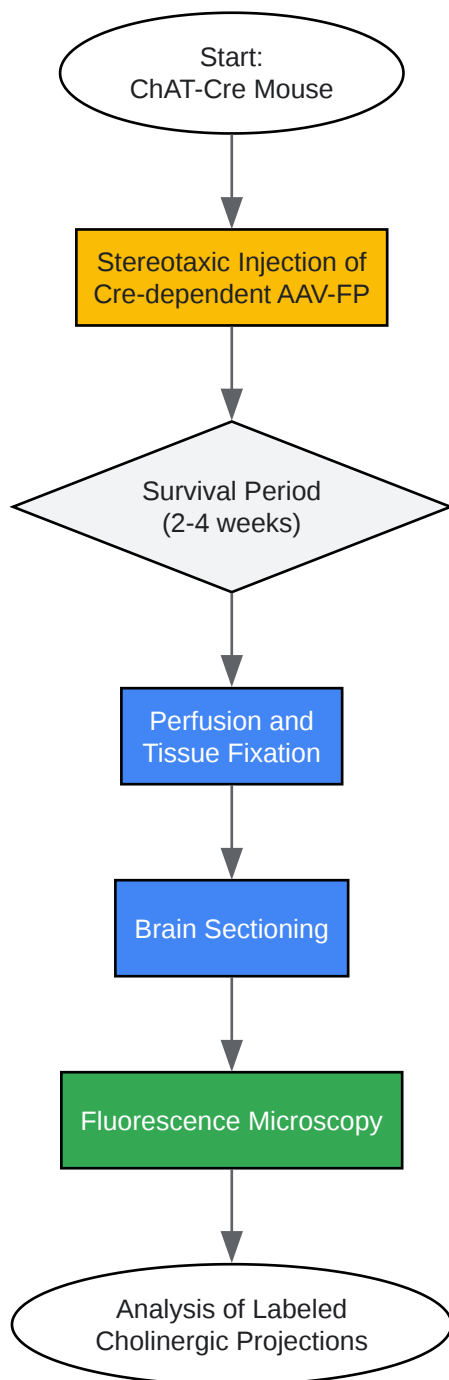 Start:
ChAT-Cre Mouse
Stereotaxic Injection of
Cre-dependent AAV-FP
Survival Period
(2-4 weeks)
Perfusion and
Tissue Fixation
Brain Sectioning
Fluorescence Microscopy
Analysis of Labeled
Cholinergic Projections